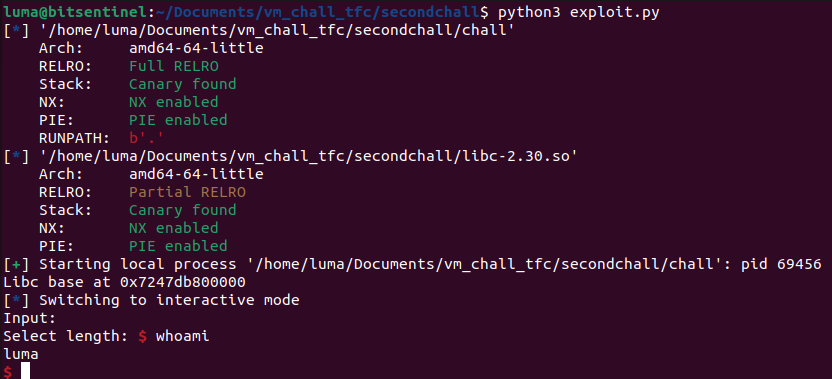 luma@bitsentinel:~/Documents/vm_chall_tfc/secondchall$ python3 exploit.py
[*] '/home/luma/Documents/vm_chall_tfc/secondchall/chall'
    Arch:     amd64-64-little
    RELRO:    Full RELRO
    Stack:    Canary found
    NX:       NX enabled
    PIE:      PIE enabled
    RUNPATH:  b'.'
[*] '/home/luma/Documents/vm_chall_tfc/secondchall/libc-2.30.so'
    Arch:     amd64-64-little
    RELRO:    Partial RELRO
    Stack:    Canary found
    NX:       NX enabled
    PIE:      PIE enabled
[+] Starting local process '/home/luma/Documents/vm_chall_tfc/secondchall/chall': pid 69456
Libc base at 0x7247db800000
[*] Switching to interactive mode
Input:
Select length: $ whoami
luma
$